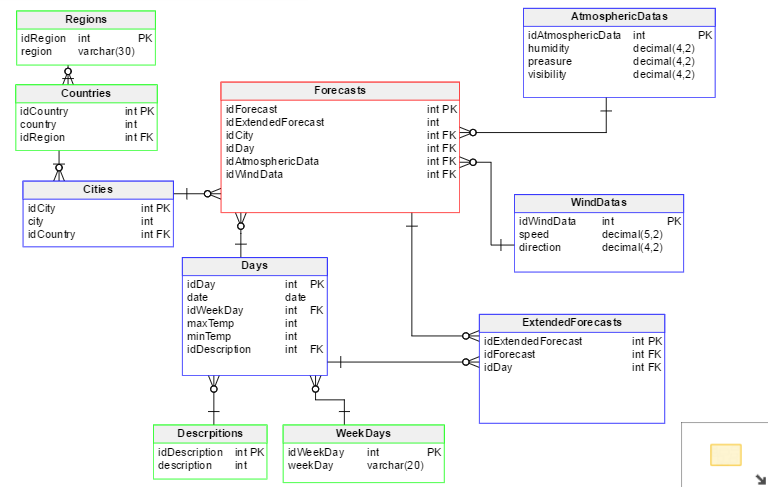 Regions
idRegion int PK
region varchar(30)
Countries
idCountry int PK
country int
idRegion int FK
Cities
idCity int PK
city int
idCountry int FK
Forecasts
idForecast int PK
idExtendedForecast int
idCity int FK
idDay int FK
idAtmosphericData int FK
idWindData int FK
AtmosphericDatas
idAtmosphericData int PK
humidity decimal(4,2)
preasure decimal(4,2)
visibility decimal(4,2)
WindDatas
idWindData int PK
speed decimal(5,2)
direction decimal(4,2)
Days
idDay int PK
date date
idWeekDay int FK
maxTemp int
minTemp int
idDescription int FK
ExtendedForecasts
idExtendedForecast int PK
idForecast int FK
idDay int FK
Descrpitions
idDescription int PK
description int
WeekDays
idWeekDay int PK
weekDay varchar(20)